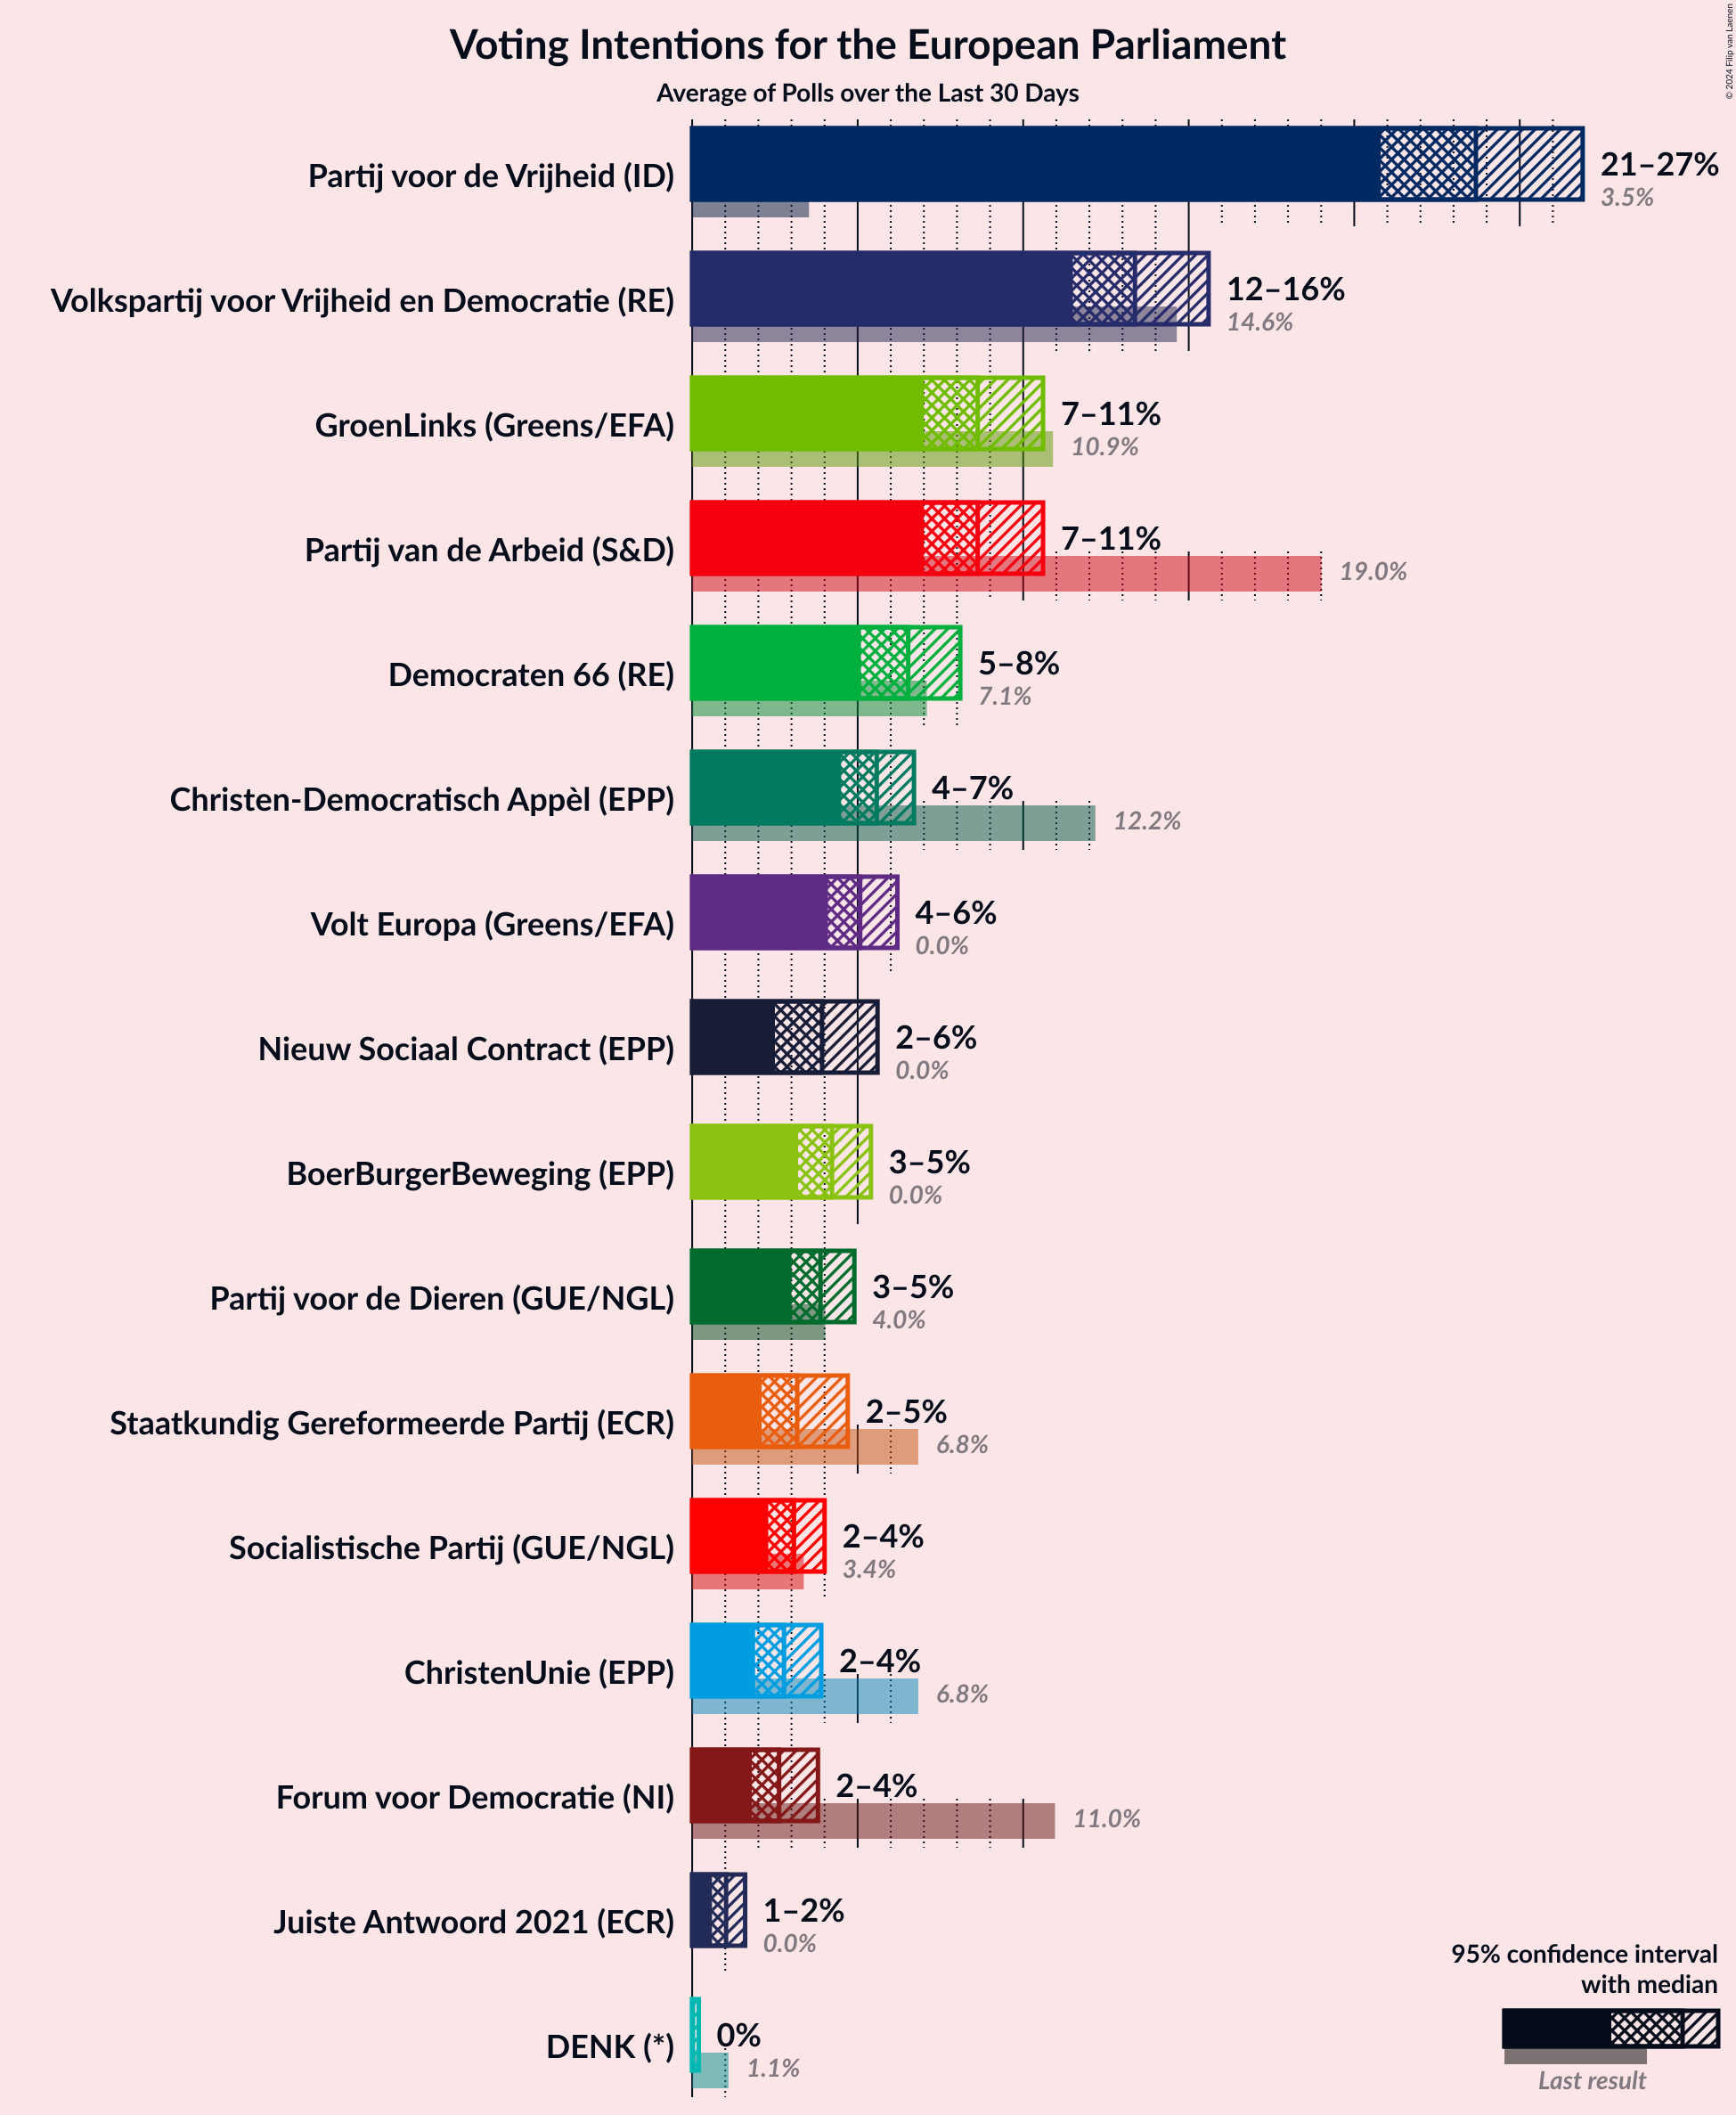 Voting Intentions for the European Parliament
Average of Polls over the Last 30 Days
© 2024 Filip van Laenen
Partij voor de Vrijheid (ID)
21–27%
3.5%
Volkspartij voor Vrijheid en Democratie (RE)
12–16%
14.6%
GroenLinks (Greens/EFA)
7–11%
10.9%
Partij van de Arbeid (S&D)
7–11%
19.0%
Democraten 66 (RE)
5–8%
7.1%
Christen-Democratisch Appèl (EPP)
4–7%
12.2%
Volt Europa (Greens/EFA)
4–6%
0.0%
Nieuw Sociaal Contract (EPP)
2–6%
0.0%
BoerBurgerBeweging (EPP)
3–5%
0.0%
Partij voor de Dieren (GUE/NGL)
3–5%
4.0%
Staatkundig Gereformeerde Partij (ECR)
2–5%
6.8%
Socialistische Partij (GUE/NGL)
2–4%
3.4%
ChristenUnie (EPP)
2–4%
6.8%
Forum voor Democratie (NI)
2–4%
11.0%
Juiste Antwoord 2021 (ECR)
1–2%
0.0%
DENK (*)
0%
1.1%
95% confidence interval
with median
Last result